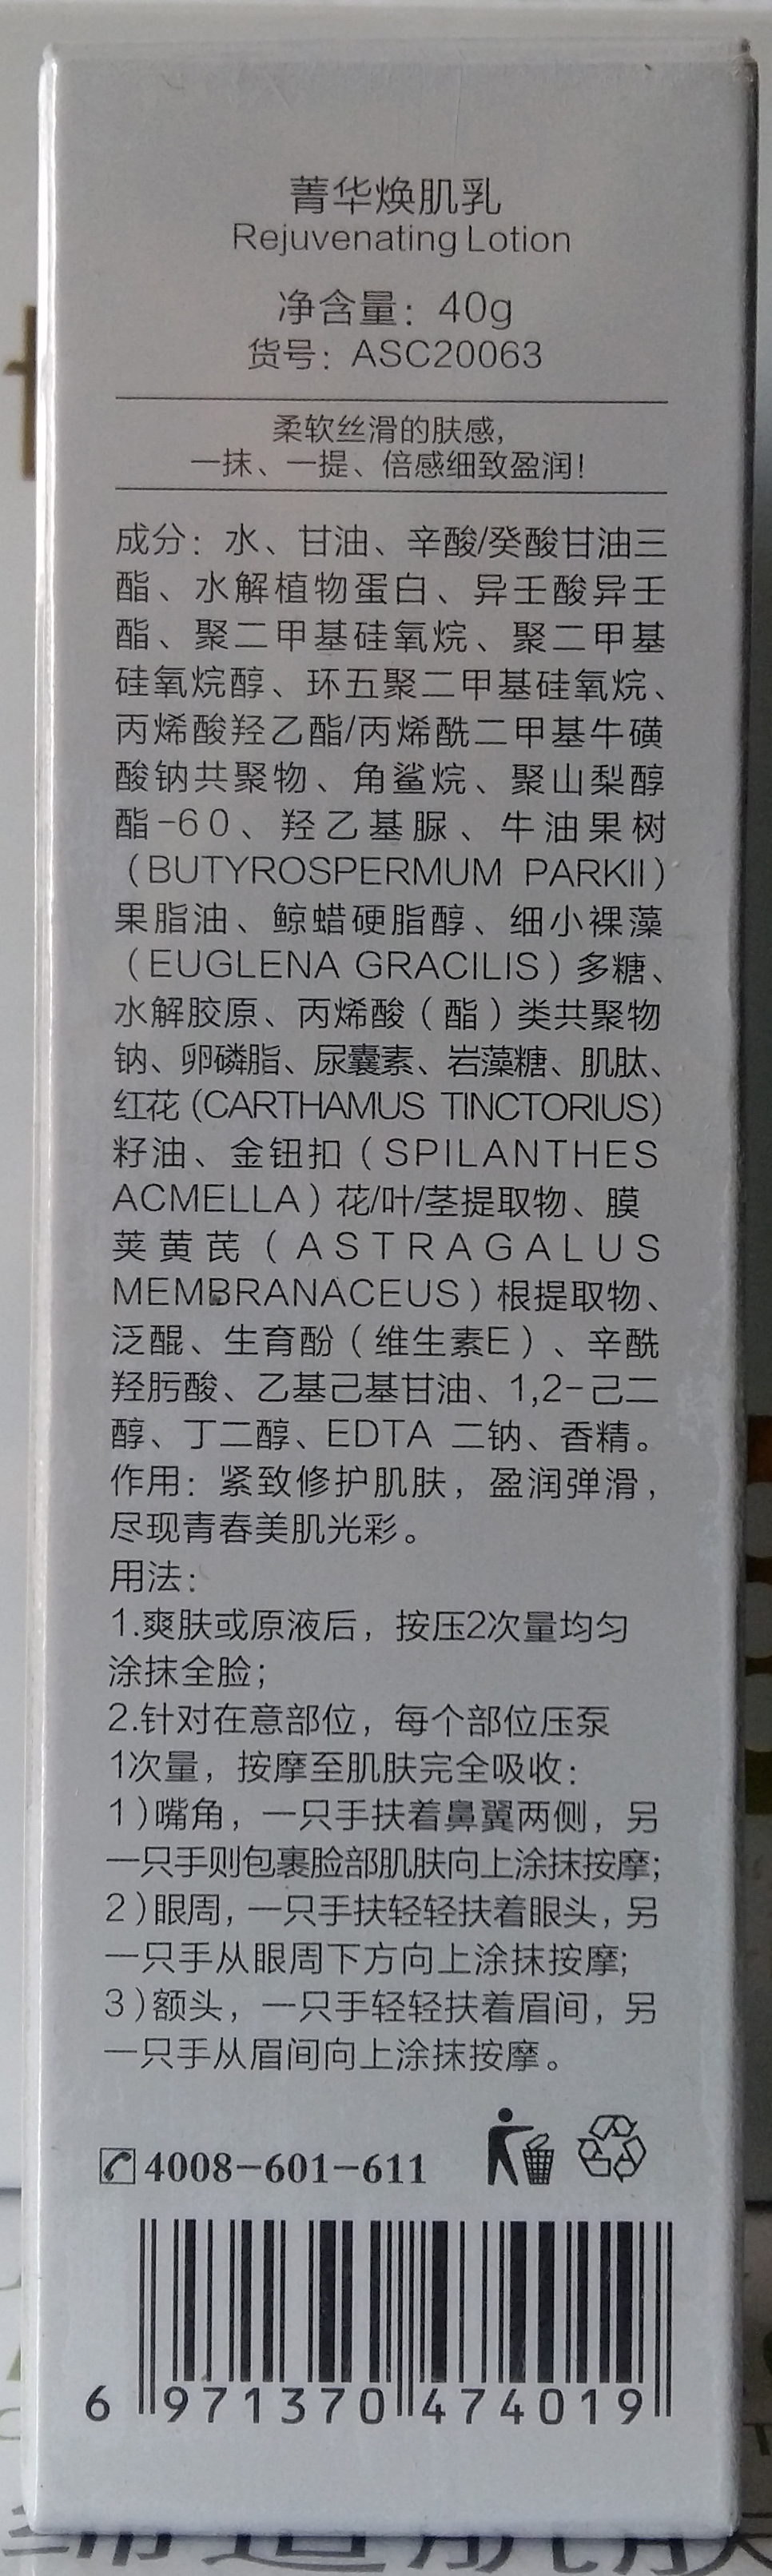 菁华焕肌乳
Rejuvenating Lotion
净含量：40g
货号：ASC20063
柔软丝滑的肤感，
一抹、一提、倍感细致盈润！
成分：水、甘油、辛酸/癸酸甘油三
酯、水解植物蛋白、异壬酸异壬
酯、聚二甲基硅氧烷、聚二甲基
硅氧烷醇、环五聚二甲基硅氧烷、
丙烯酸羟乙酯/丙烯酰二甲基牛磺
酸钠共聚物、角鲨烷、聚山梨醇
酯-60、羟乙基脲、牛油果树
（BUTYROSPERMUM PARKII）
果脂油、鲸蜡硬脂醇、细小裸藻
（EUGLENA GRACILIS）多糖、
水解胶原、丙烯酸（酯）类共聚物
钠、卵磷脂、尿囊素、岩藻糖、肌肽、
红花（CARTHAMUS TINCTORIUS）
籽油、金钮扣（SPILANTHES
ACMELLA）花/叶/茎提取物、膜
荚黄芪（ASTRAGALUS
MEMBRANACEUS）根提取物、
泛醌、生育酚（维生素E）、辛酰
羟肟酸、乙基己基甘油、1,2-己二
醇、丁二醇、EDTA 二钠、香精。
作用：紧致修护肌肤，盈润弹滑，
尽现青春美肌光彩。
用法：
1.爽肤或原液后，按压2次量均匀
涂抹全脸；
2.针对在意部位，每个部位压泵
1次量，按摩至肌肤完全吸收：
1）嘴角，一只手扶着鼻翼两侧，另
一只手则包裹脸部肌肤向上涂抹按摩；
2）眼周，一只手扶轻轻扶着眼头，另
一只手从眼周下方向上涂抹按摩；
3）额头，一只手轻轻扶着眉间，另
一只手从眉间向上涂抹按摩。
4008-601-611
6 971370 474019